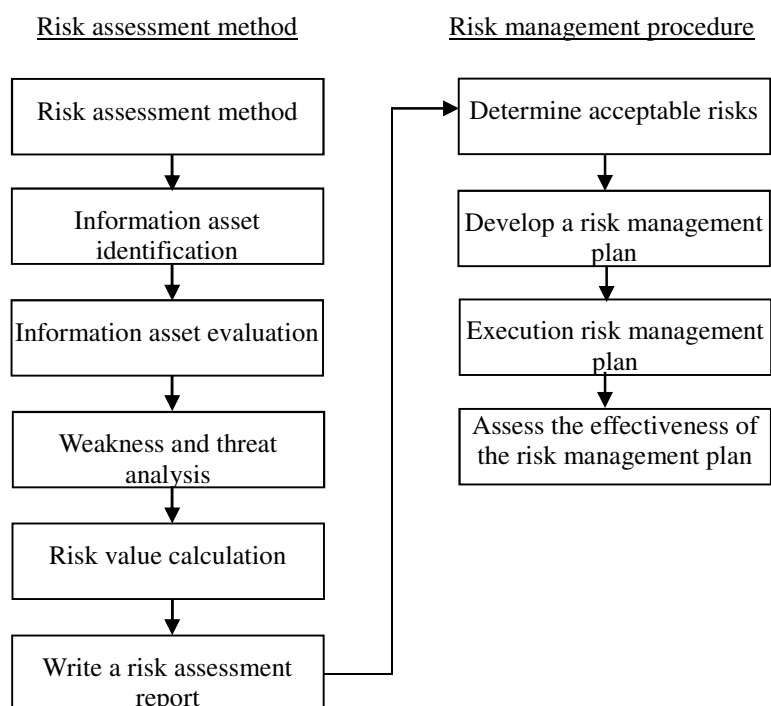 Risk assessment method
Risk assessment method
Information asset
identification
Information asset evaluation
Weakness and threat
analysis
Risk value calculation
Write a risk assessment
report
Risk management procedure
Determine acceptable risks
Develop a risk management
plan
Execution risk management
plan
Assess the effectiveness of
the risk management plan